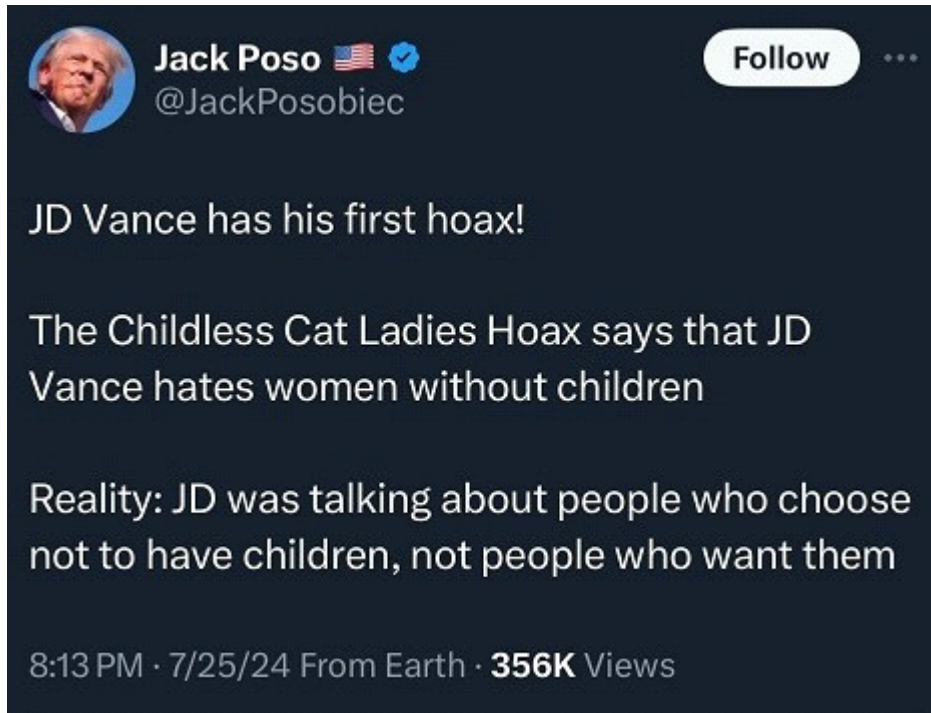 Jack Poso 🇺🇸
@JackPosobiec
Follow
JD Vance has his first hoax!
The Childless Cat Ladies Hoax says that JD
Vance hates women without children
Reality: JD was talking about people who choose
not to have children, not people who want them
8:13 PM · 7/25/24 From Earth · 356K Views